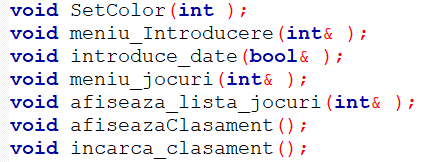 void SetColor(int );
void meniu_Introducere(int& );
void introduce_date(bool& );
void meniu_jocuri(int& );
void afiseaza_lista_jocuri(int& );
void afiseazaClasament();
void incarca_clasament();